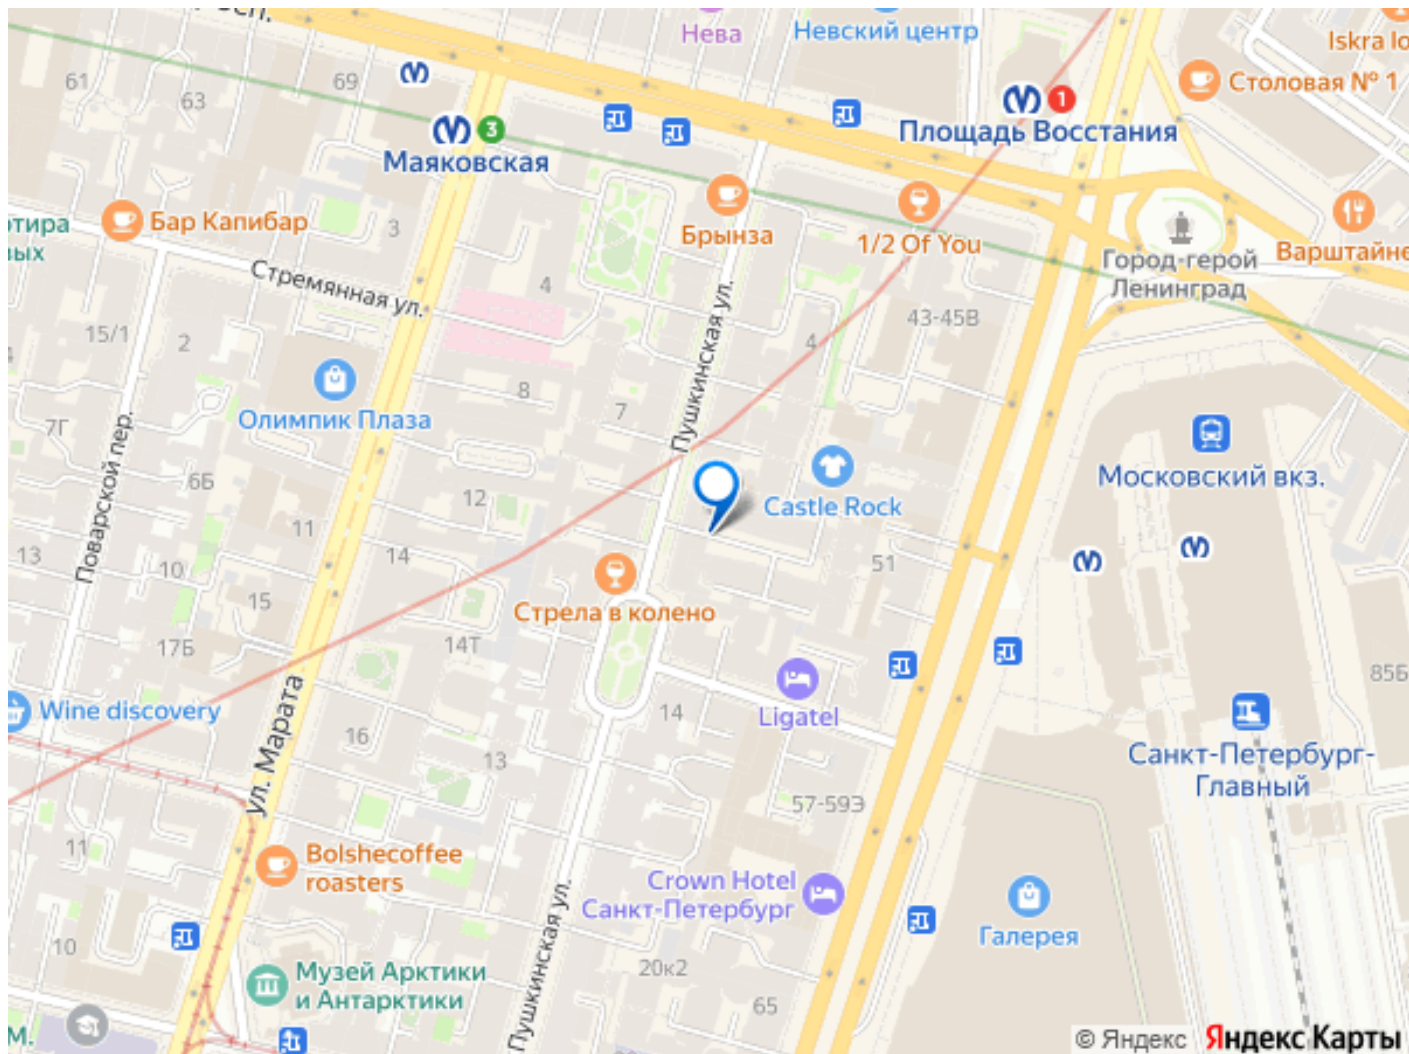 Нева
Невский центр
Iskra lo
61
63
69
Столовая № 1
3
1
Маяковская
Площадь Восстания
Бар Капибар
3
Брынза
1/2 Of You
Варштайне
Город-герой
Ленинград
ртира
вых
Стремянная ул.
4
Пушкинская ул.
43-45В
4
15/1
2
Олимпик Плаза
8
7
7Г
6Б
Поварской пер.
Московский вкз.
Castle Rock
12
11
14
13
10
15
17Б
51
Стрела в колено
14Т
85Б
Ligatel
Wine discovery
ул. Марата
14
16
13
Санкт-Петербург-
Главный
57-59Э
11
Bolshecoffee
roasters
Crown Hotel
Санкт-Петербург
Пушкинская ул.
Галерея
10
Музей Арктики
и Антарктики
20к2
65
М.
© Яндекс Яндекс Карты